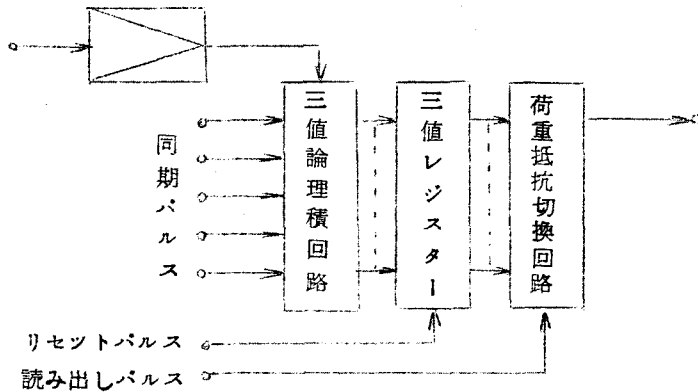 同期パルス
三値論理積回路
三値レジスター
荷重抵抗切換回路
リセットパルス
読み出しパルス